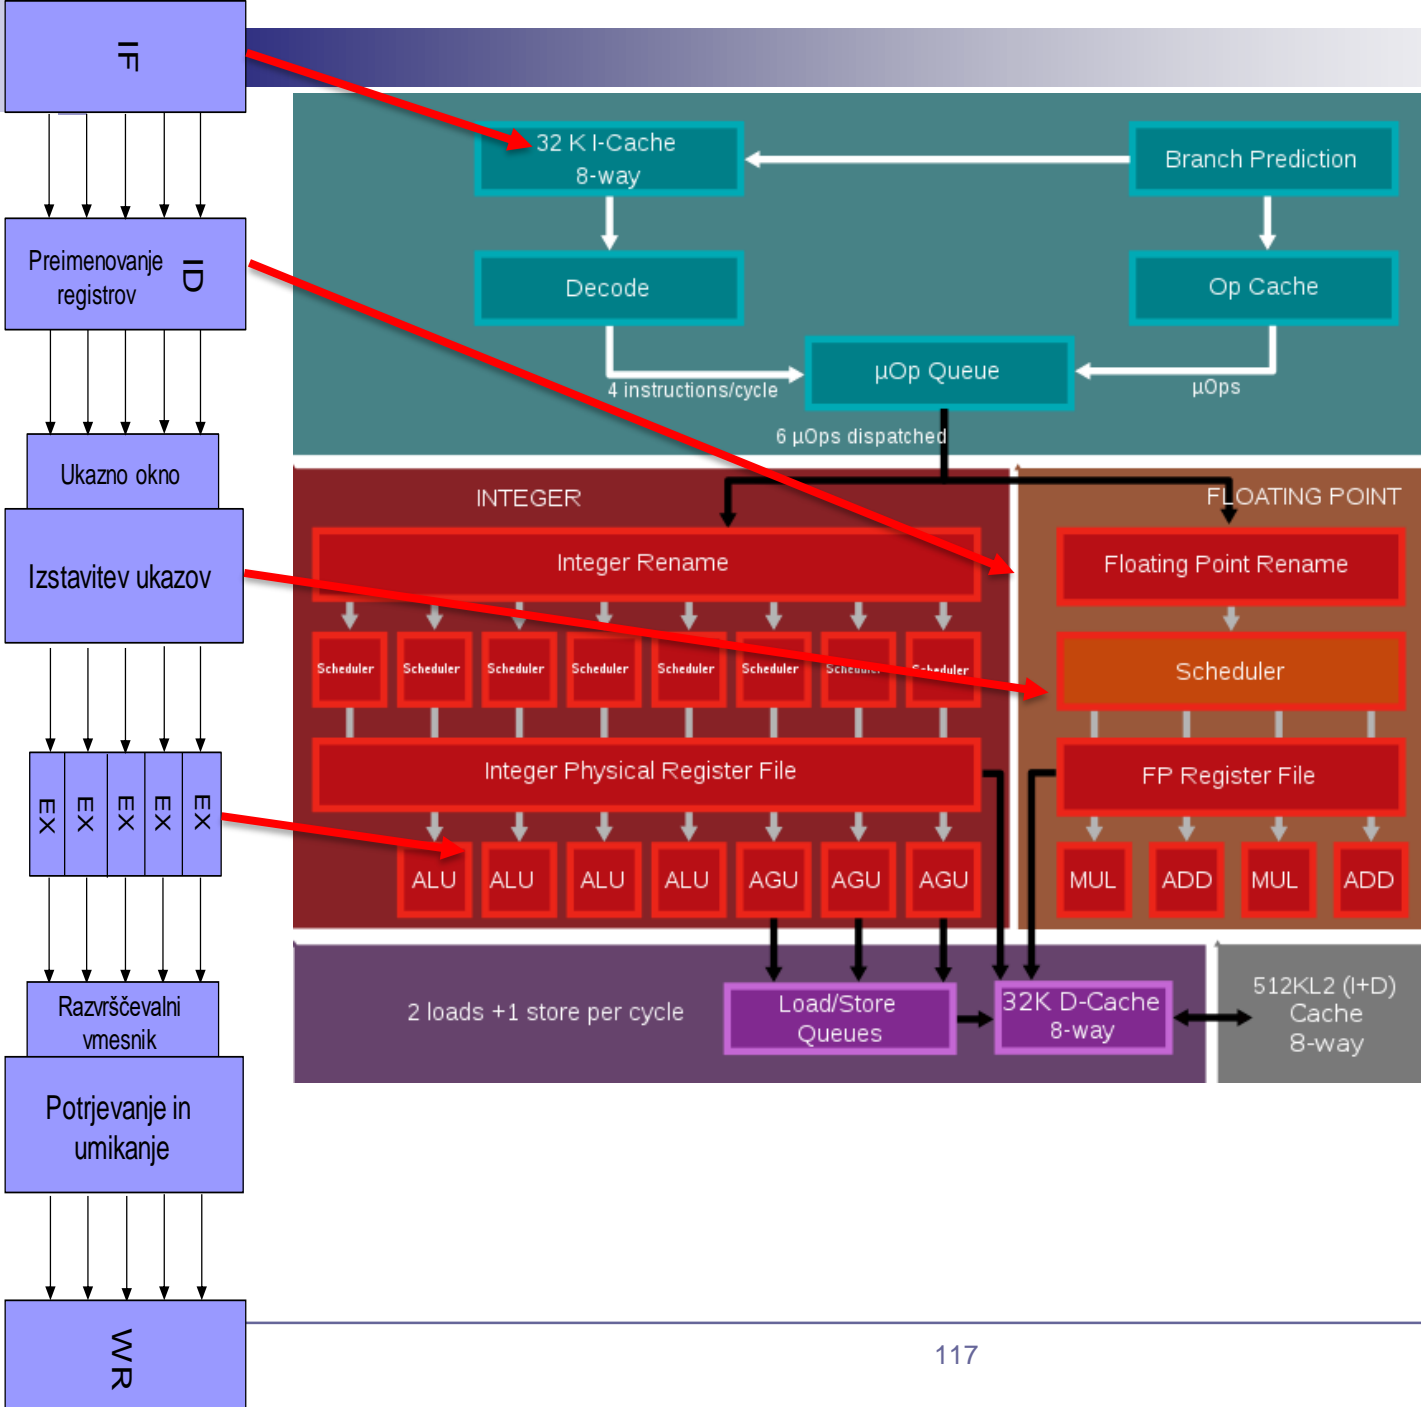 IF
Preimenovanje
registrov
ID
Ukazno okno
Izstavitev ukazov
EX
EX
EX
EX
EX
Razvrščevalni
vmesnik
Potrjevanje in
umikanje
WR
32 K I-Cache
8-way
Branch Prediction
Decode
Op Cache
µOp Queue
4 instructions/cycle
µOps
6 µOps dispatched
INTEGER
FLOATING POINT
Integer Rename
Floating Point Rename
Scheduler
Scheduler
Scheduler
Scheduler
Scheduler
Scheduler
Scheduler
Scheduler
Scheduler
Integer Physical Register File
FP Register File
ALU
ALU
ALU
ALU
AGU
AGU
AGU
MUL
ADD
MUL
ADD
2 loads +1 store per cycle
Load/Store
Queues
32K D-Cache
8-way
512KL2 (I+D)
Cache
8-way
117